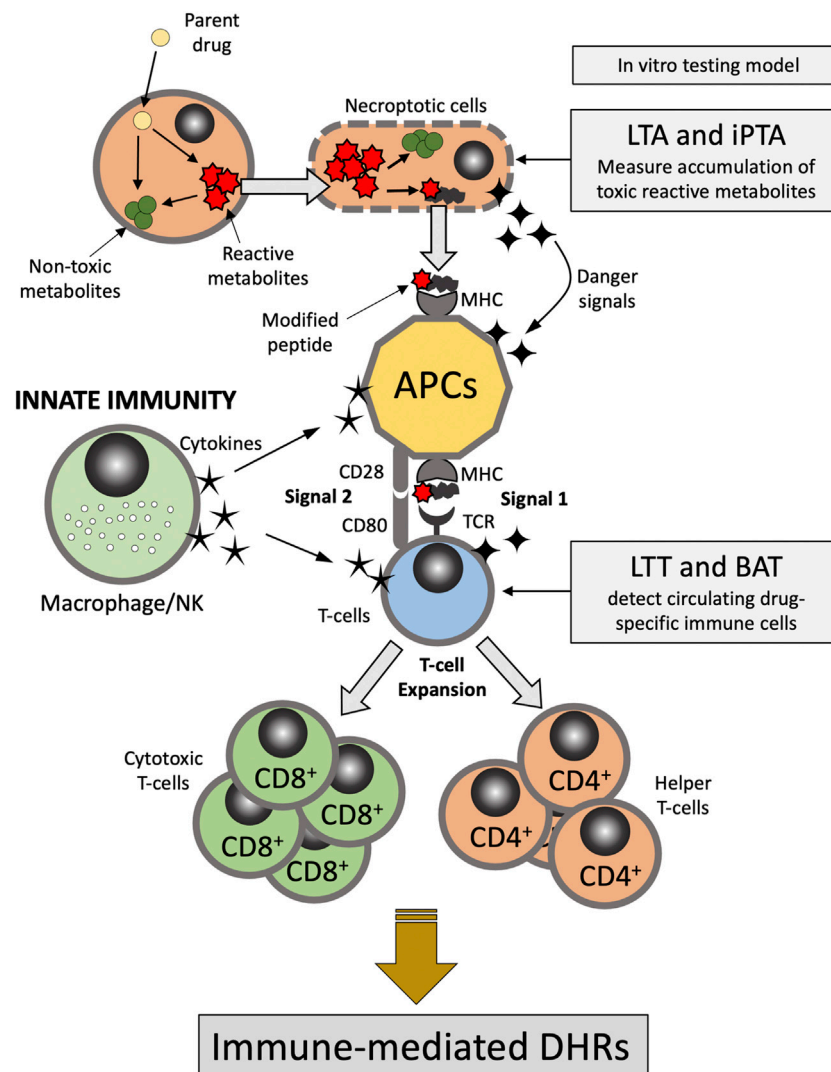 Parent
drug
In vitro testing model
Necroptotic cells
LTA and iPTA
Measure accumulation of
toxic reactive metabolites
Non-toxic
metabolites
Reactive
metabolites
Danger
signals
Modified
peptide
MHC
APCs
INNATE IMMUNITY
Cytokines
CD28
MHC
Signal 2
Signal 1
CD80
TCR
Macrophage/NK
T-cells
LTT and BAT
detect circulating drug-
specific immune cells
T-cell
Expansion
Cytotoxic
T-cells
CD8+
CD8+
CD8+
CD8+
Helper
T-cells
CD4+
CD4+
CD4+
Immune-mediated DHRs